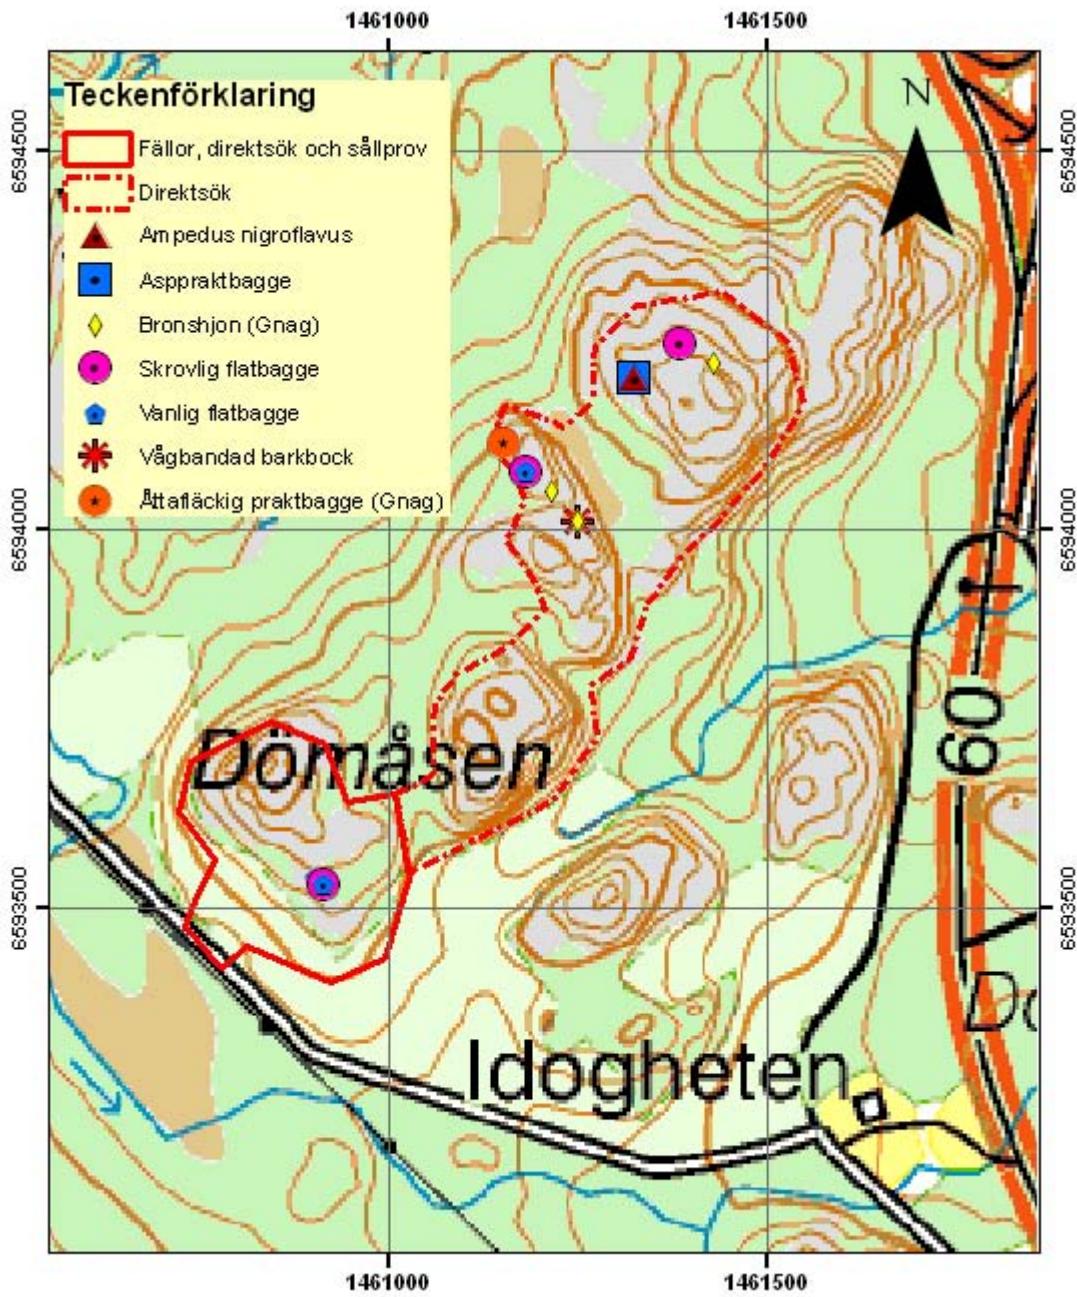 1461000 1461500
N
Teckenförklaring
Fällor, direktsök och sållprov
Direktsök
Ampedus nigroflavus
Asppraktbagge
Bronshjon (Gnag)
Skrovlig flatbagge
Vanlig flatbagge
Vågbandad barkbock
Åttafläckig praktbagge (Gnag)
6594500 6594500
6594000 6594000
60
Dömåsen
6593500 6593500
Idogheten
1461000 1461500